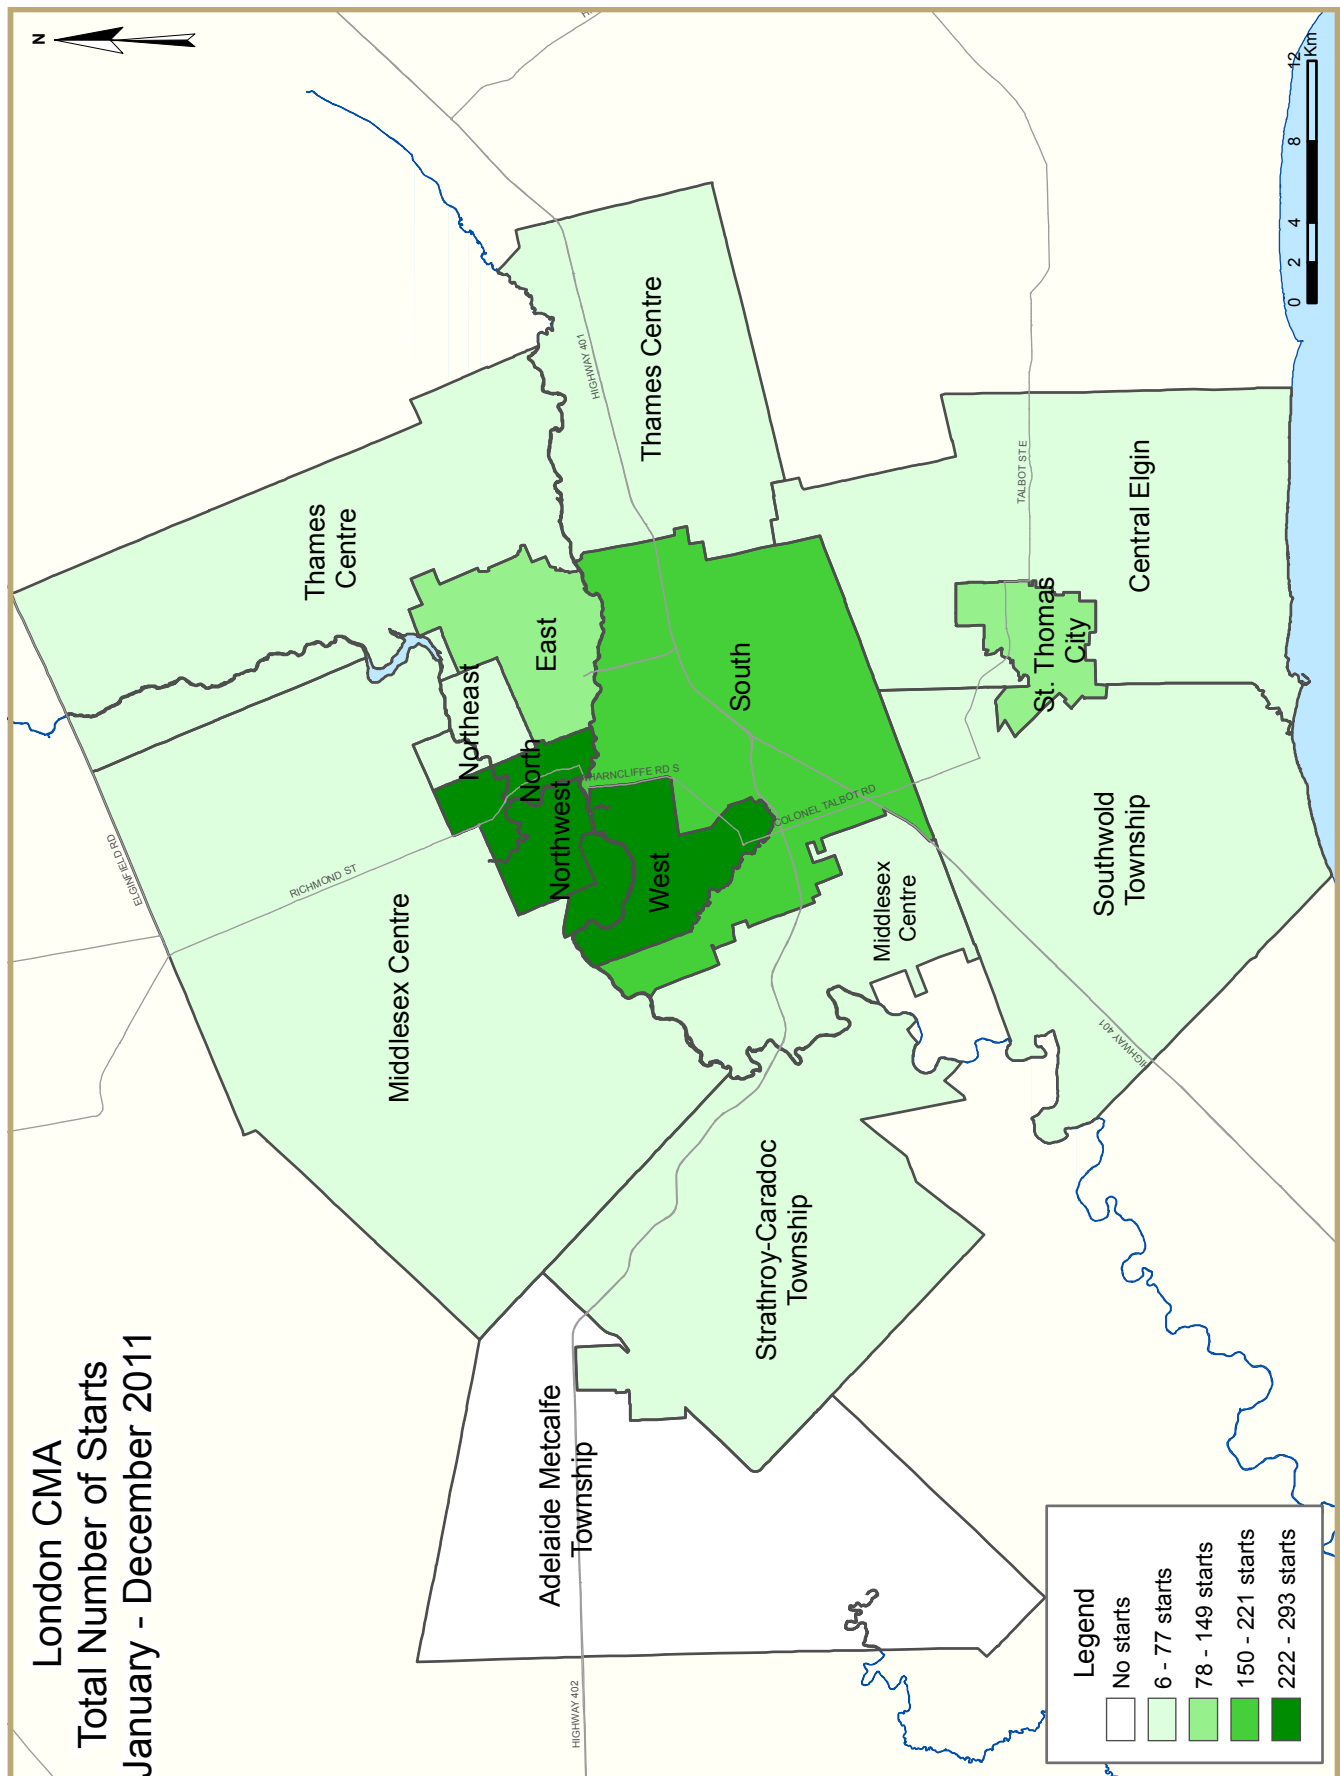 London CMA
Total Number of Starts
January - December 2011
N
ELGINFIELD RD
RICHMOND ST
Thames
Centre
Middlesex Centre
Northeast
East
North
Northwest
West
WHARNCLIFFE RD S
South
HIGHWAY 401
Thames Centre
COLONEL TALBOT RD
Middlesex
Centre
Adelaide Metcalfe
Township
HIGHWAY 402
Strathroy-Caradoc
Township
TALBOT ST E
St. Thomas
City
Central Elgin
Southwold
Township
HIGHWAY 401
Legend
No starts
6 - 77 starts
78 - 149 starts
150 - 221 starts
222 - 293 starts
0 2 4 8 12
Km